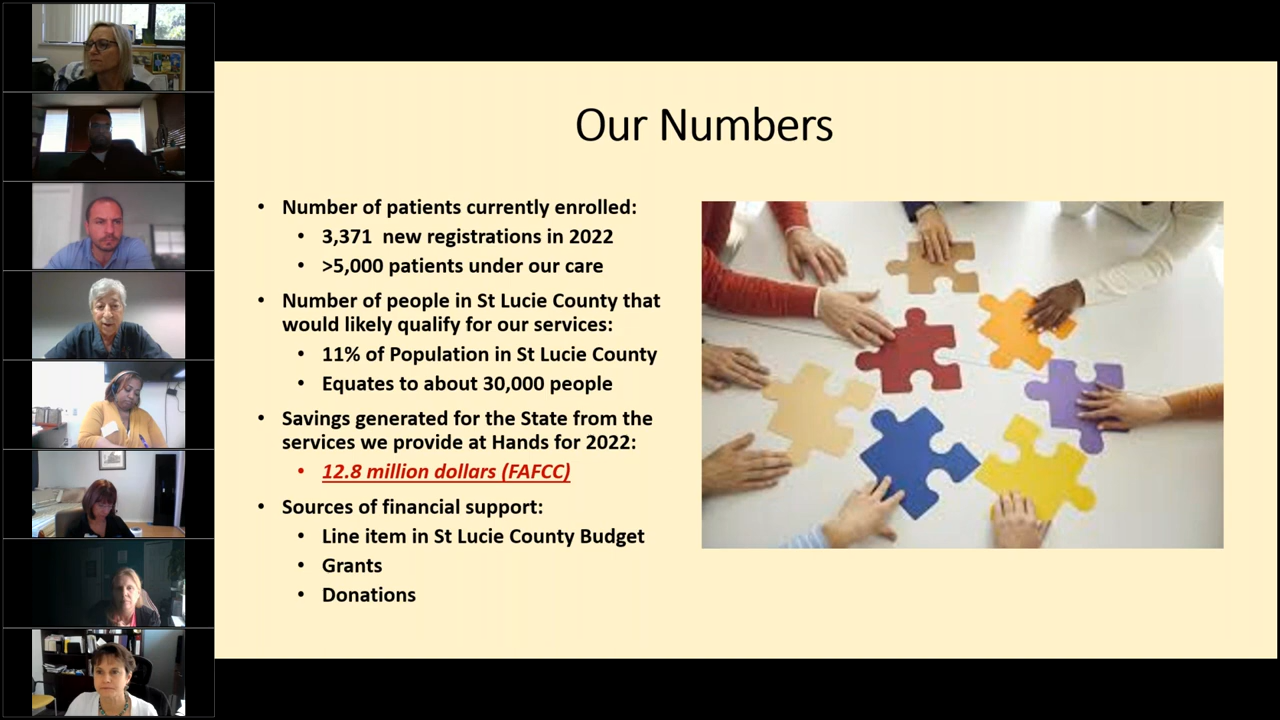 Our Numbers
• Number of patients currently enrolled:
• 3,371 new registrations in 2022
• >5,000 patients under our care
• Number of people in St Lucie County that
would likely qualify for our services:
• 11% of Population in St Lucie County
• Equates to about 30,000 people
• Savings generated for the State from the
services we provide at Hands for 2022:
• 12.8 million dollars (FAFCC)
• Sources of financial support:
• Line item in St Lucie County Budget
• Grants
• Donations